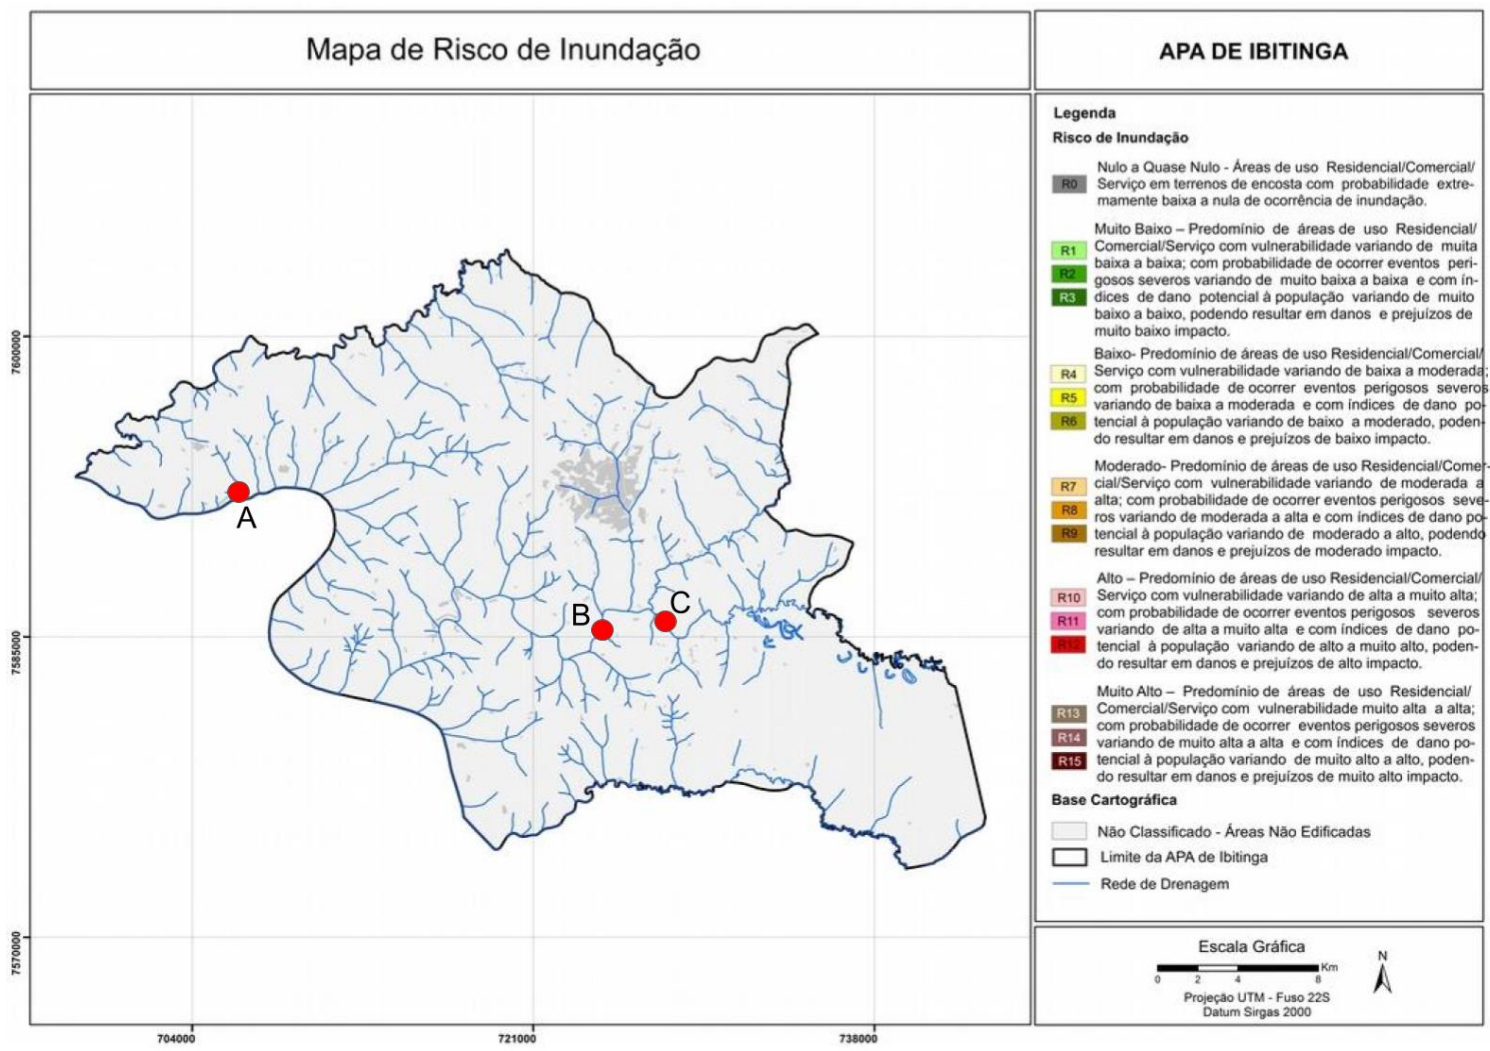 Mapa de Risco de Inundação
APA DE IBITINGA
7600000
7585000
7570000
704000
721000
738000
A
B
C
Legenda
Risco de Inundação
R0
Nulo a Quase Nulo - Áreas de uso Residencial/Comercial/
Serviço em terrenos de encosta com probabilidade extre-
mamente baixa a nula de ocorrência de inundação.
R1
R2
R3
Muito Baixo – Predomínio de áreas de uso Residencial/
Comercial/Serviço com vulnerabilidade variando de muita
baixa a baixa; com probabilidade de ocorrer eventos peri-
gosos severos variando de muito baixa a baixa e com ín-
dices de dano potencial à população variando de muito
baixo a baixo, podendo resultar em danos e prejuízos de
muito baixo impacto.
R4
R5
R6
Baixo- Predomínio de áreas de uso Residencial/Comercial/
Serviço com vulnerabilidade variando de baixa a moderada;
com probabilidade de ocorrer eventos perigosos severos
variando de baixa a moderada e com índices de dano po-
tencial à população variando de baixo a moderado, poden-
do resultar em danos e prejuízos de baixo impacto.
R7
R8
R9
Moderado- Predomínio de áreas de uso Residencial/Comer-
cial/Serviço com vulnerabilidade variando de moderada a
alta; com probabilidade de ocorrer eventos perigosos seve-
ros variando de moderada a alta e com índices de dano po-
tencial à população variando de moderado a alto, podendo
resultar em danos e prejuízos de moderado impacto.
R10
R11
R12
Alto – Predomínio de áreas de uso Residencial/Comercial/
Serviço com vulnerabilidade variando de alta a muito alta;
com probabilidade de ocorrer eventos perigosos severos
variando de alta a muito alta e com índices de dano po-
tencial à população variando de alto a muito alto, poden-
do resultar em danos e prejuízos de alto impacto.
R13
R14
R15
Muito Alto – Predomínio de áreas de uso Residencial/
Comercial/Serviço com vulnerabilidade muito alta a alta;
com probabilidade de ocorrer eventos perigosos severos
variando de muito alta a alta e com índices de dano po-
tencial à população variando de muito alto a alto, poden-
do resultar em danos e prejuízos de muito alto impacto.
Base Cartográfica
Não Classificado - Áreas Não Edificadas
Limite da APA de Ibitinga
Rede de Drenagem
Escala Gráfica
Km
0 2 4 8
N
Projeção UTM - Fuso 22S
Datum Sirgas 2000